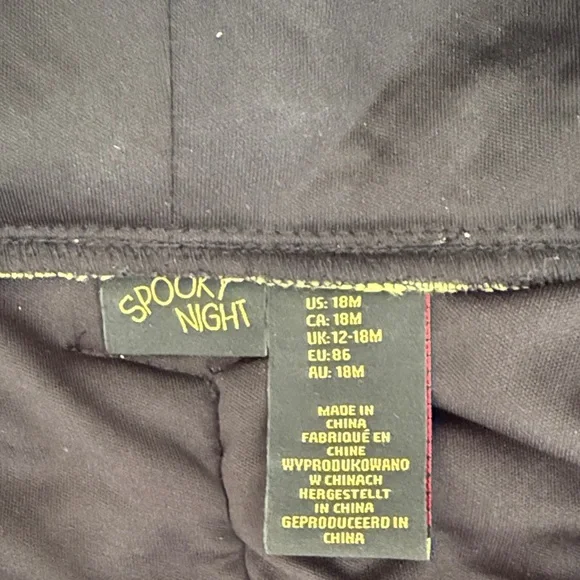 SPOOKY
NIGHT
US: 18M
CA: 18M
UK:12-18M
EU: 86
AU: 18M
MADE IN
CHINA
FABRIQUÉ EN
CHINE
WYPRODUKOWANO
W CHINACH
HERGESTELLT
IN CHINA
GEPRODUCEERD IN
CHINA